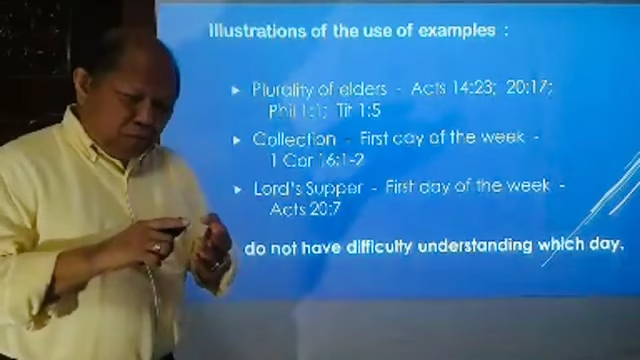 Illustrations of the use of examples :
Plurality of elders - Acts 14:23; 20:17;
Phil 1:1; Tit 1:5
Collection - First day of the week -
1 Cor 16:1-2
Lord's Supper - First day of the week -
Acts 20:7
do not have difficulty understanding which day.